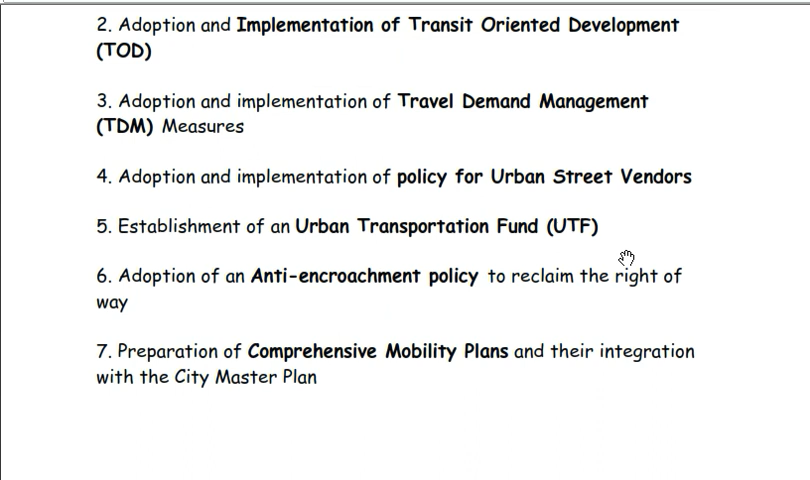 2. Adoption and Implementation of Transit Oriented Development
(TOD)
3. Adoption and implementation of Travel Demand Management
(TDM) Measures
4. Adoption and implementation of policy for Urban Street Vendors
5. Establishment of an Urban Transportation Fund (UTF)
6. Adoption of an Anti-encroachment policy to reclaim the right of
way
7. Preparation of Comprehensive Mobility Plans and their integration
with the City Master Plan